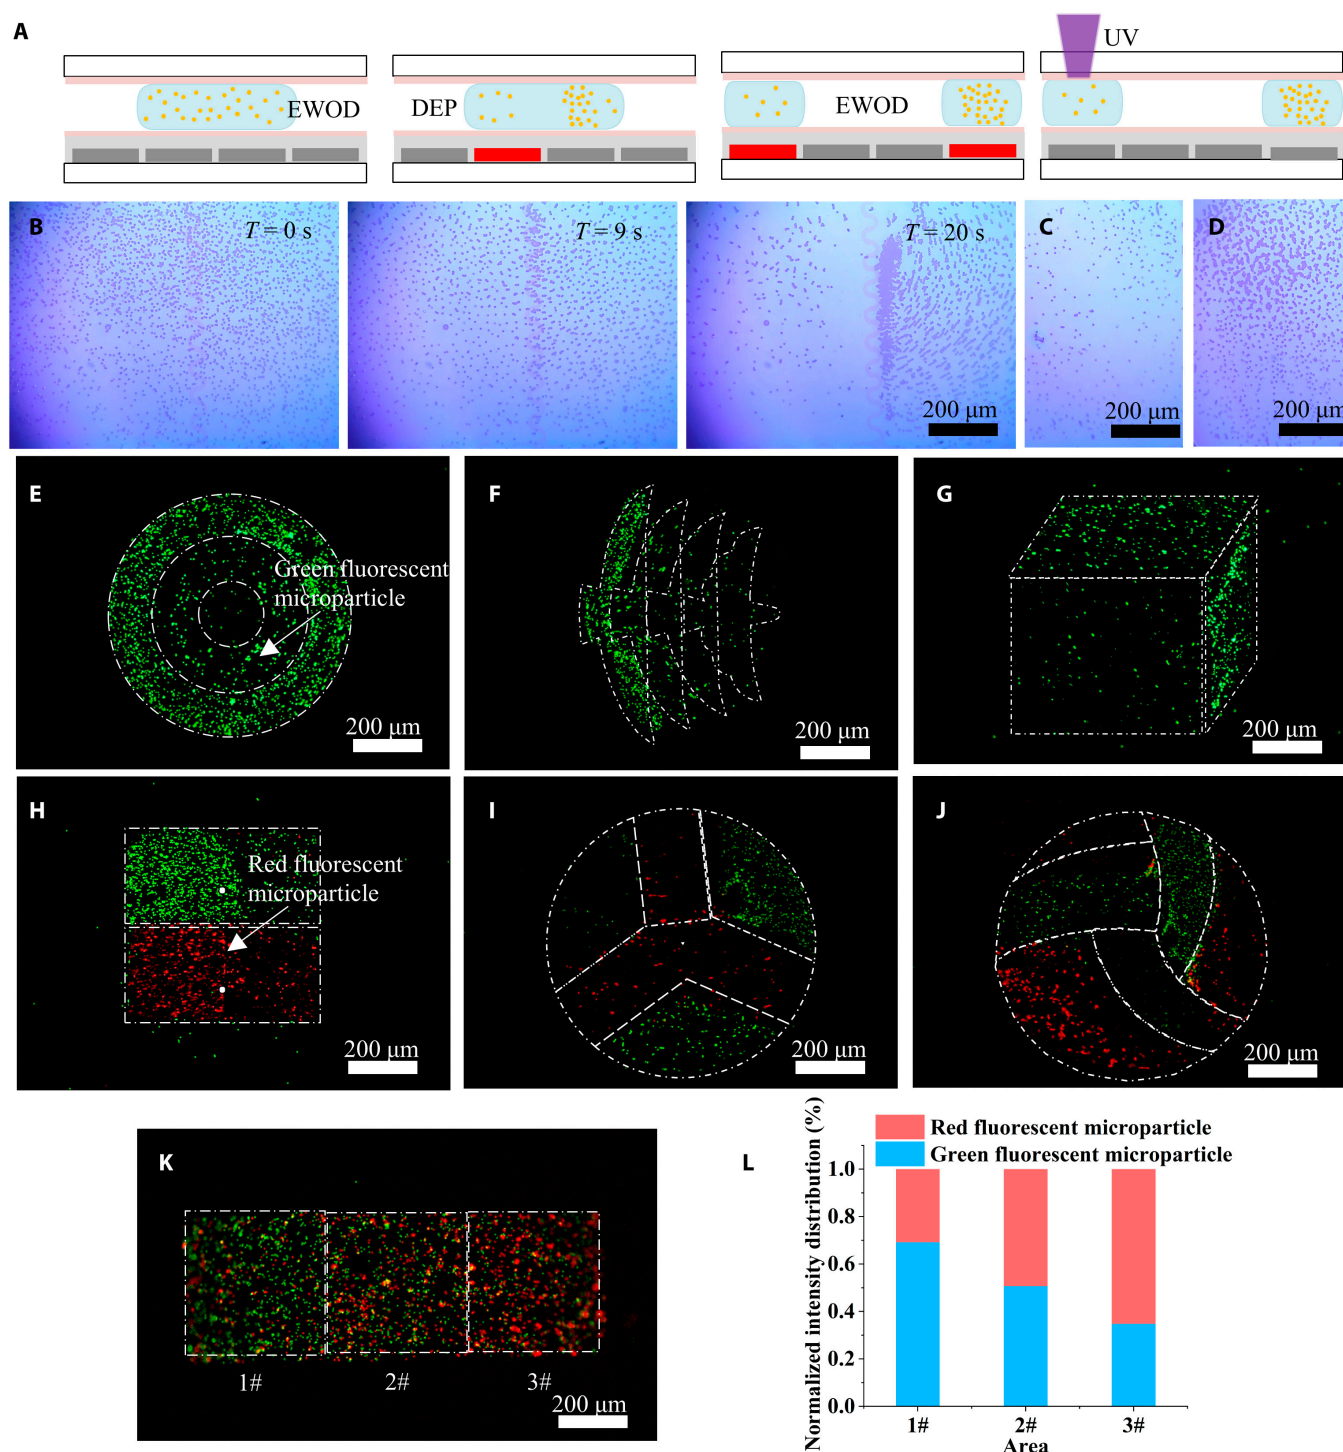 A
UV
EWOD
DEP
EWOD
B
T = 0 s
T = 9 s
T = 20 s
C
D
200 μm
200 μm
200 μm
E
F
G
Green fluorescent
microparticle
200 μm
200 μm
200 μm
H
I
J
Red fluorescent
microparticle
200 μm
200 μm
200 μm
K
1#
2#
3#
200 μm
L
Red fluorescent microparticle
Green fluorescent microparticle
Normalized intensity distribution (%)
1.0
0.8
0.6
0.4
0.2
0.0
1#
2#
3#
Area